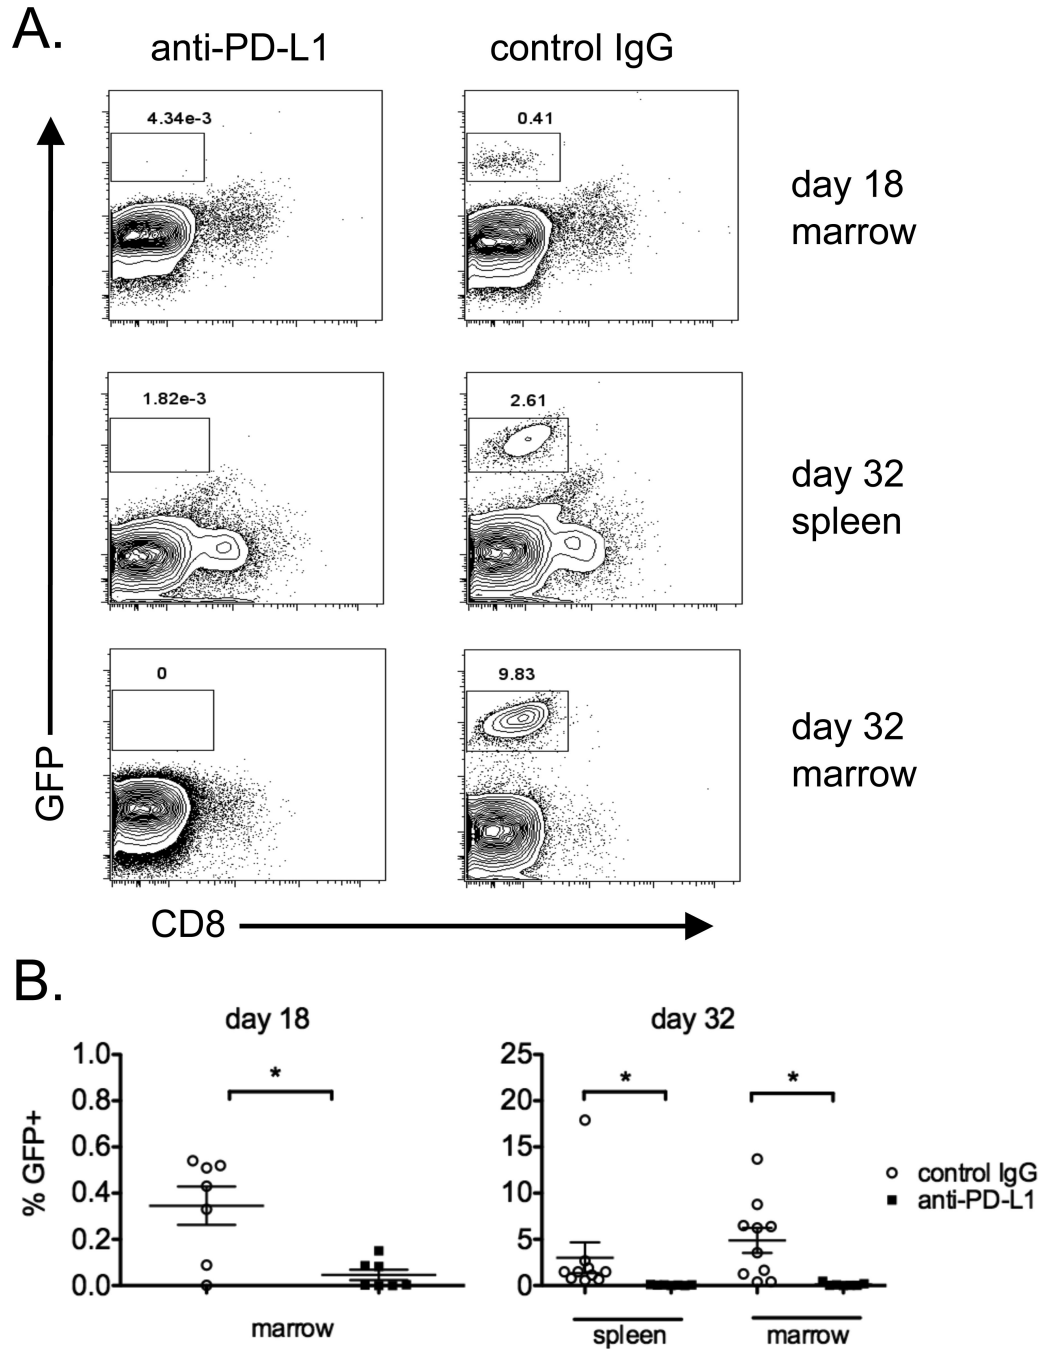 A.
anti-PD-L1 control IgG
4.34e-3 0.41
day 18
marrow
1.82e-3 2.61
day 32
spleen
0 9.83
day 32
marrow
GFP
CD8
B.
day 18 day 32
1.0
0.8
0.6
0.4
0.2
0.0
% GFP+
*
marrow
25
20
15
10
5
0
* *
spleen marrow
control IgG
anti-PD-L1